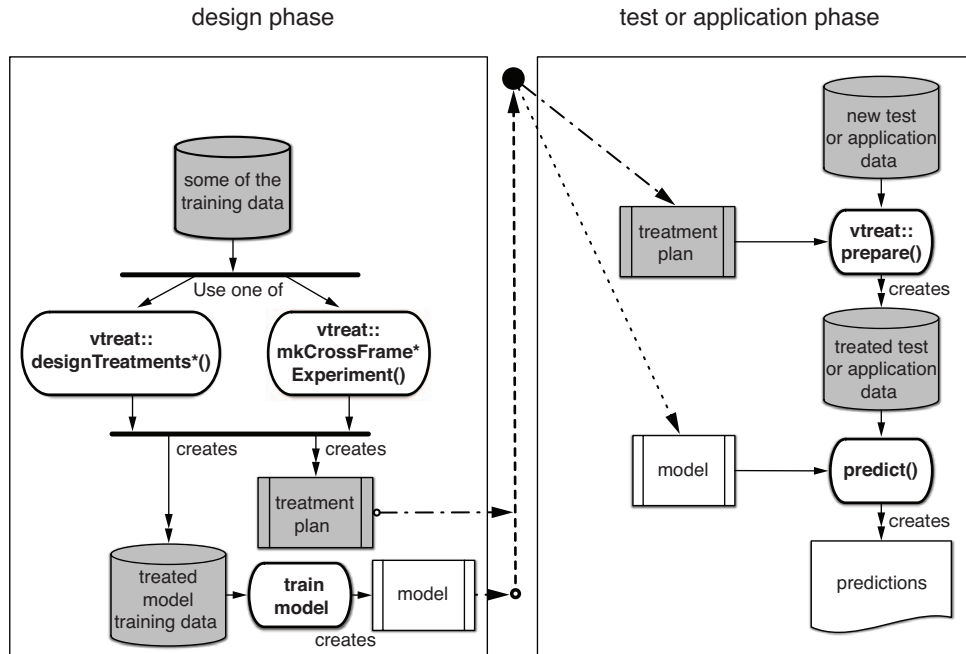 design phase
some of the
training data
Use one of
vtreat::
designTreatments*()
vtreat::
mkCrossFrame*
Experiment()
creates
creates
treatment
plan
treated
model
training data
train
model
creates
model
test or application phase
new test
or application
data
treatment
plan
vtreat::
prepare()
creates
treated test
or application
data
model
predict()
creates
predictions